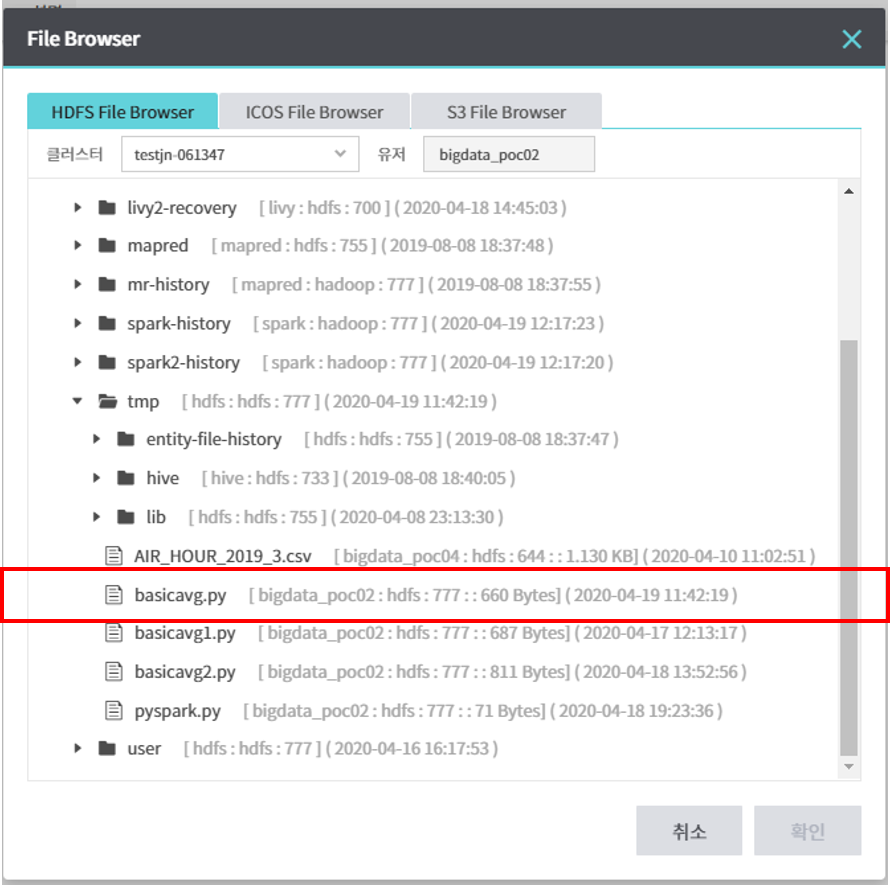 File Browser
HDFS File Browser ICOS File Browser S3 File Browser
클러스터 testjn-061347 유저 bigdata_poc02
livy2-recovery [ livy : hdfs : 700 ] ( 2020-04-18 14:45:03 )
mapred [ mapred : hdfs : 755 ] ( 2019-08-08 18:37:48 )
mr-history [ mapred : hadoop : 777 ] ( 2019-08-08 18:37:55 )
spark-history [ spark : hadoop : 777 ] ( 2020-04-19 12:17:23 )
spark2-history [ spark : hadoop : 777 ] ( 2020-04-19 12:17:20 )
tmp [ hdfs : hdfs : 777 ] ( 2020-04-19 11:42:19 )
entity-file-history [ hdfs : hdfs : 755 ] ( 2019-08-08 18:37:47 )
hive [ hive : hdfs : 733 ] ( 2019-08-08 18:40:05 )
lib [ hdfs : hdfs : 755 ] ( 2020-04-08 23:13:30 )
AIR_HOUR_2019_3.csv [ bigdata_poc04 : hdfs : 644 : : 1.130 KB] ( 2020-04-10 11:02:51 )
basicavg.py [ bigdata_poc02 : hdfs : 777 : : 660 Bytes] ( 2020-04-19 11:42:19 )
basicavg1.py [ bigdata_poc02 : hdfs : 777 : : 687 Bytes] ( 2020-04-17 12:13:17 )
basicavg2.py [ bigdata_poc02 : hdfs : 777 : : 811 Bytes] ( 2020-04-18 13:52:56 )
pyspark.py [ bigdata_poc02 : hdfs : 777 : : 71 Bytes] ( 2020-04-18 19:23:36 )
user [ hdfs : hdfs : 777 ] ( 2020-04-16 16:17:53 )
취소 확인